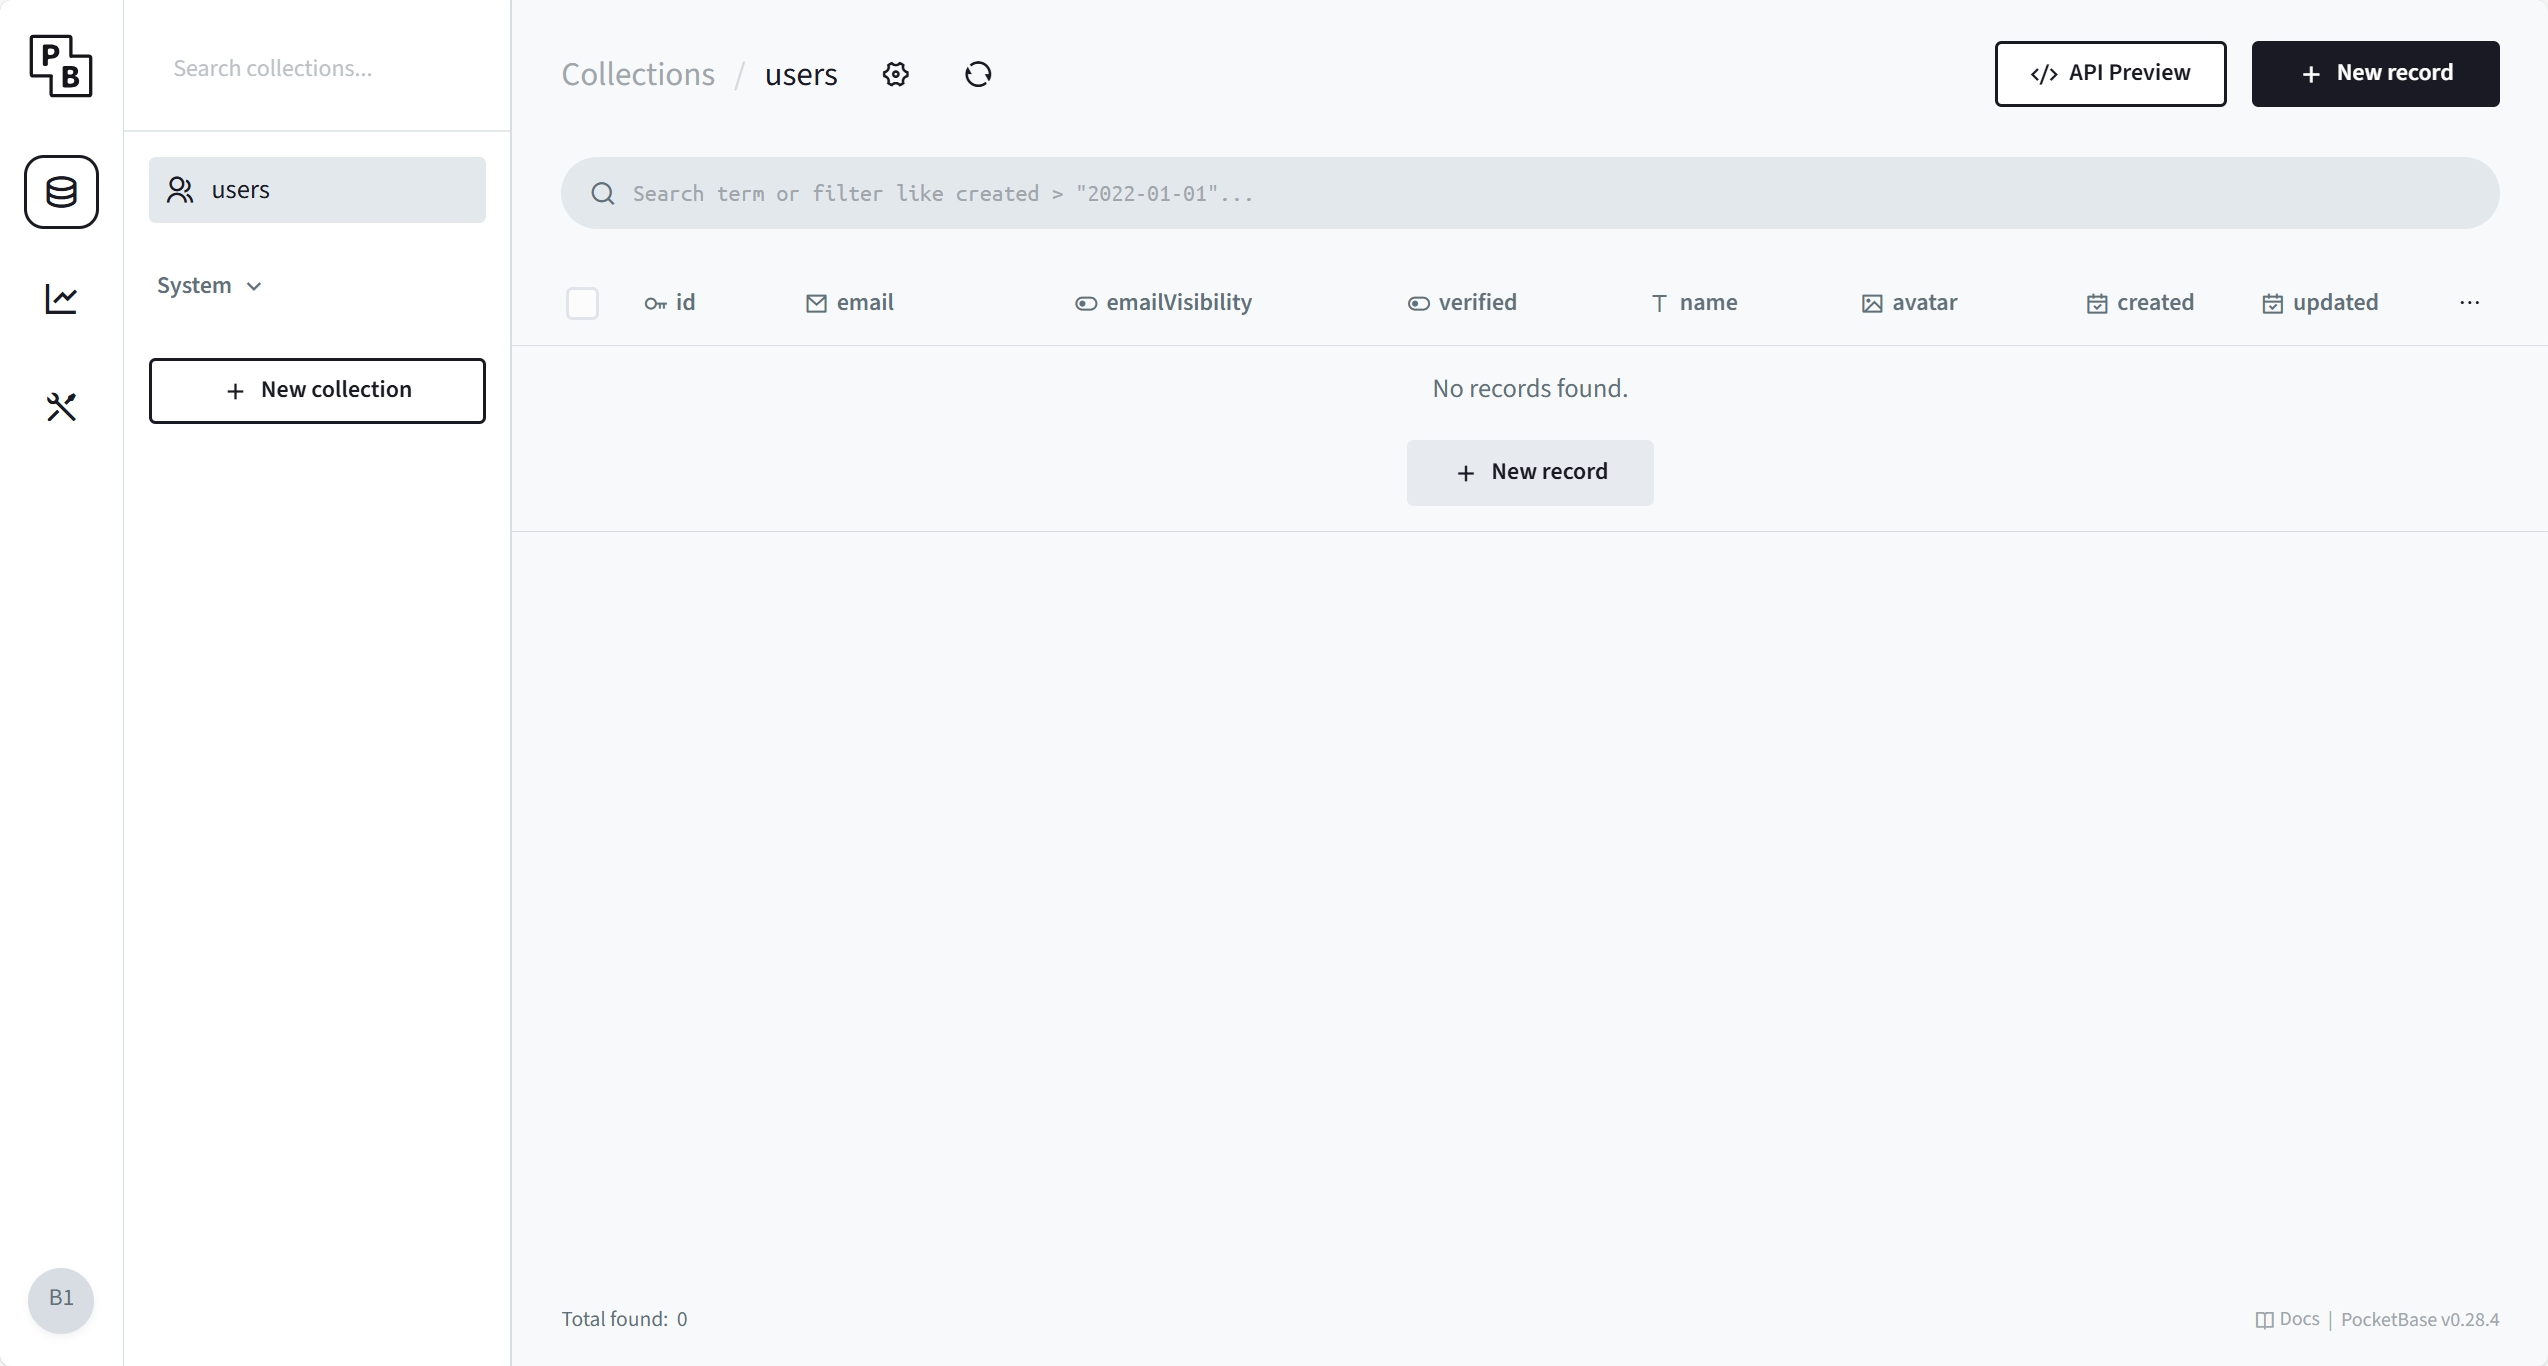 P
B
Search collections...
users
System
New collection
Collections / users
API Preview
New record
Search term or filter like created > "2022-01-01"...
id email emailVisibility verified name avatar created updated
No records found.
New record
B1
Total found: 0
Docs | PocketBase v0.28.4